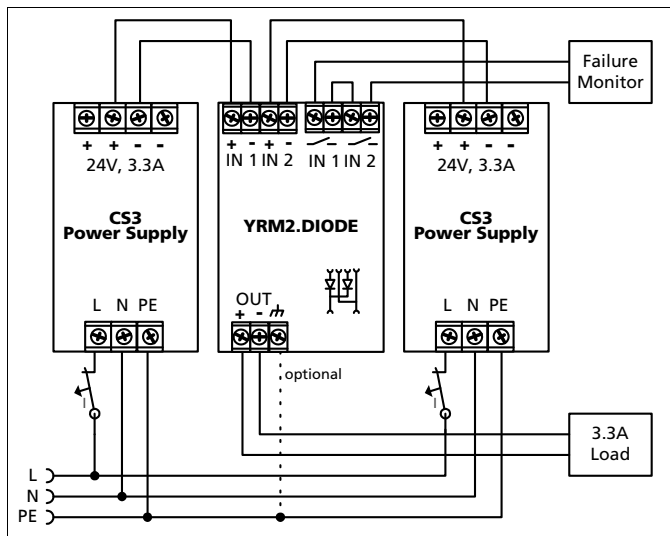 Failure
Monitor
+ + - -
24V, 3.3A
CS3
Power Supply
L N PE
+ - + -
IN 1 IN 2
IN 1 IN 2
YRM2.DIODE
OUT
+ -
optional
+ + - -
24V, 3.3A
CS3
Power Supply
L N PE
I
I
3.3A
Load
L
N
PE